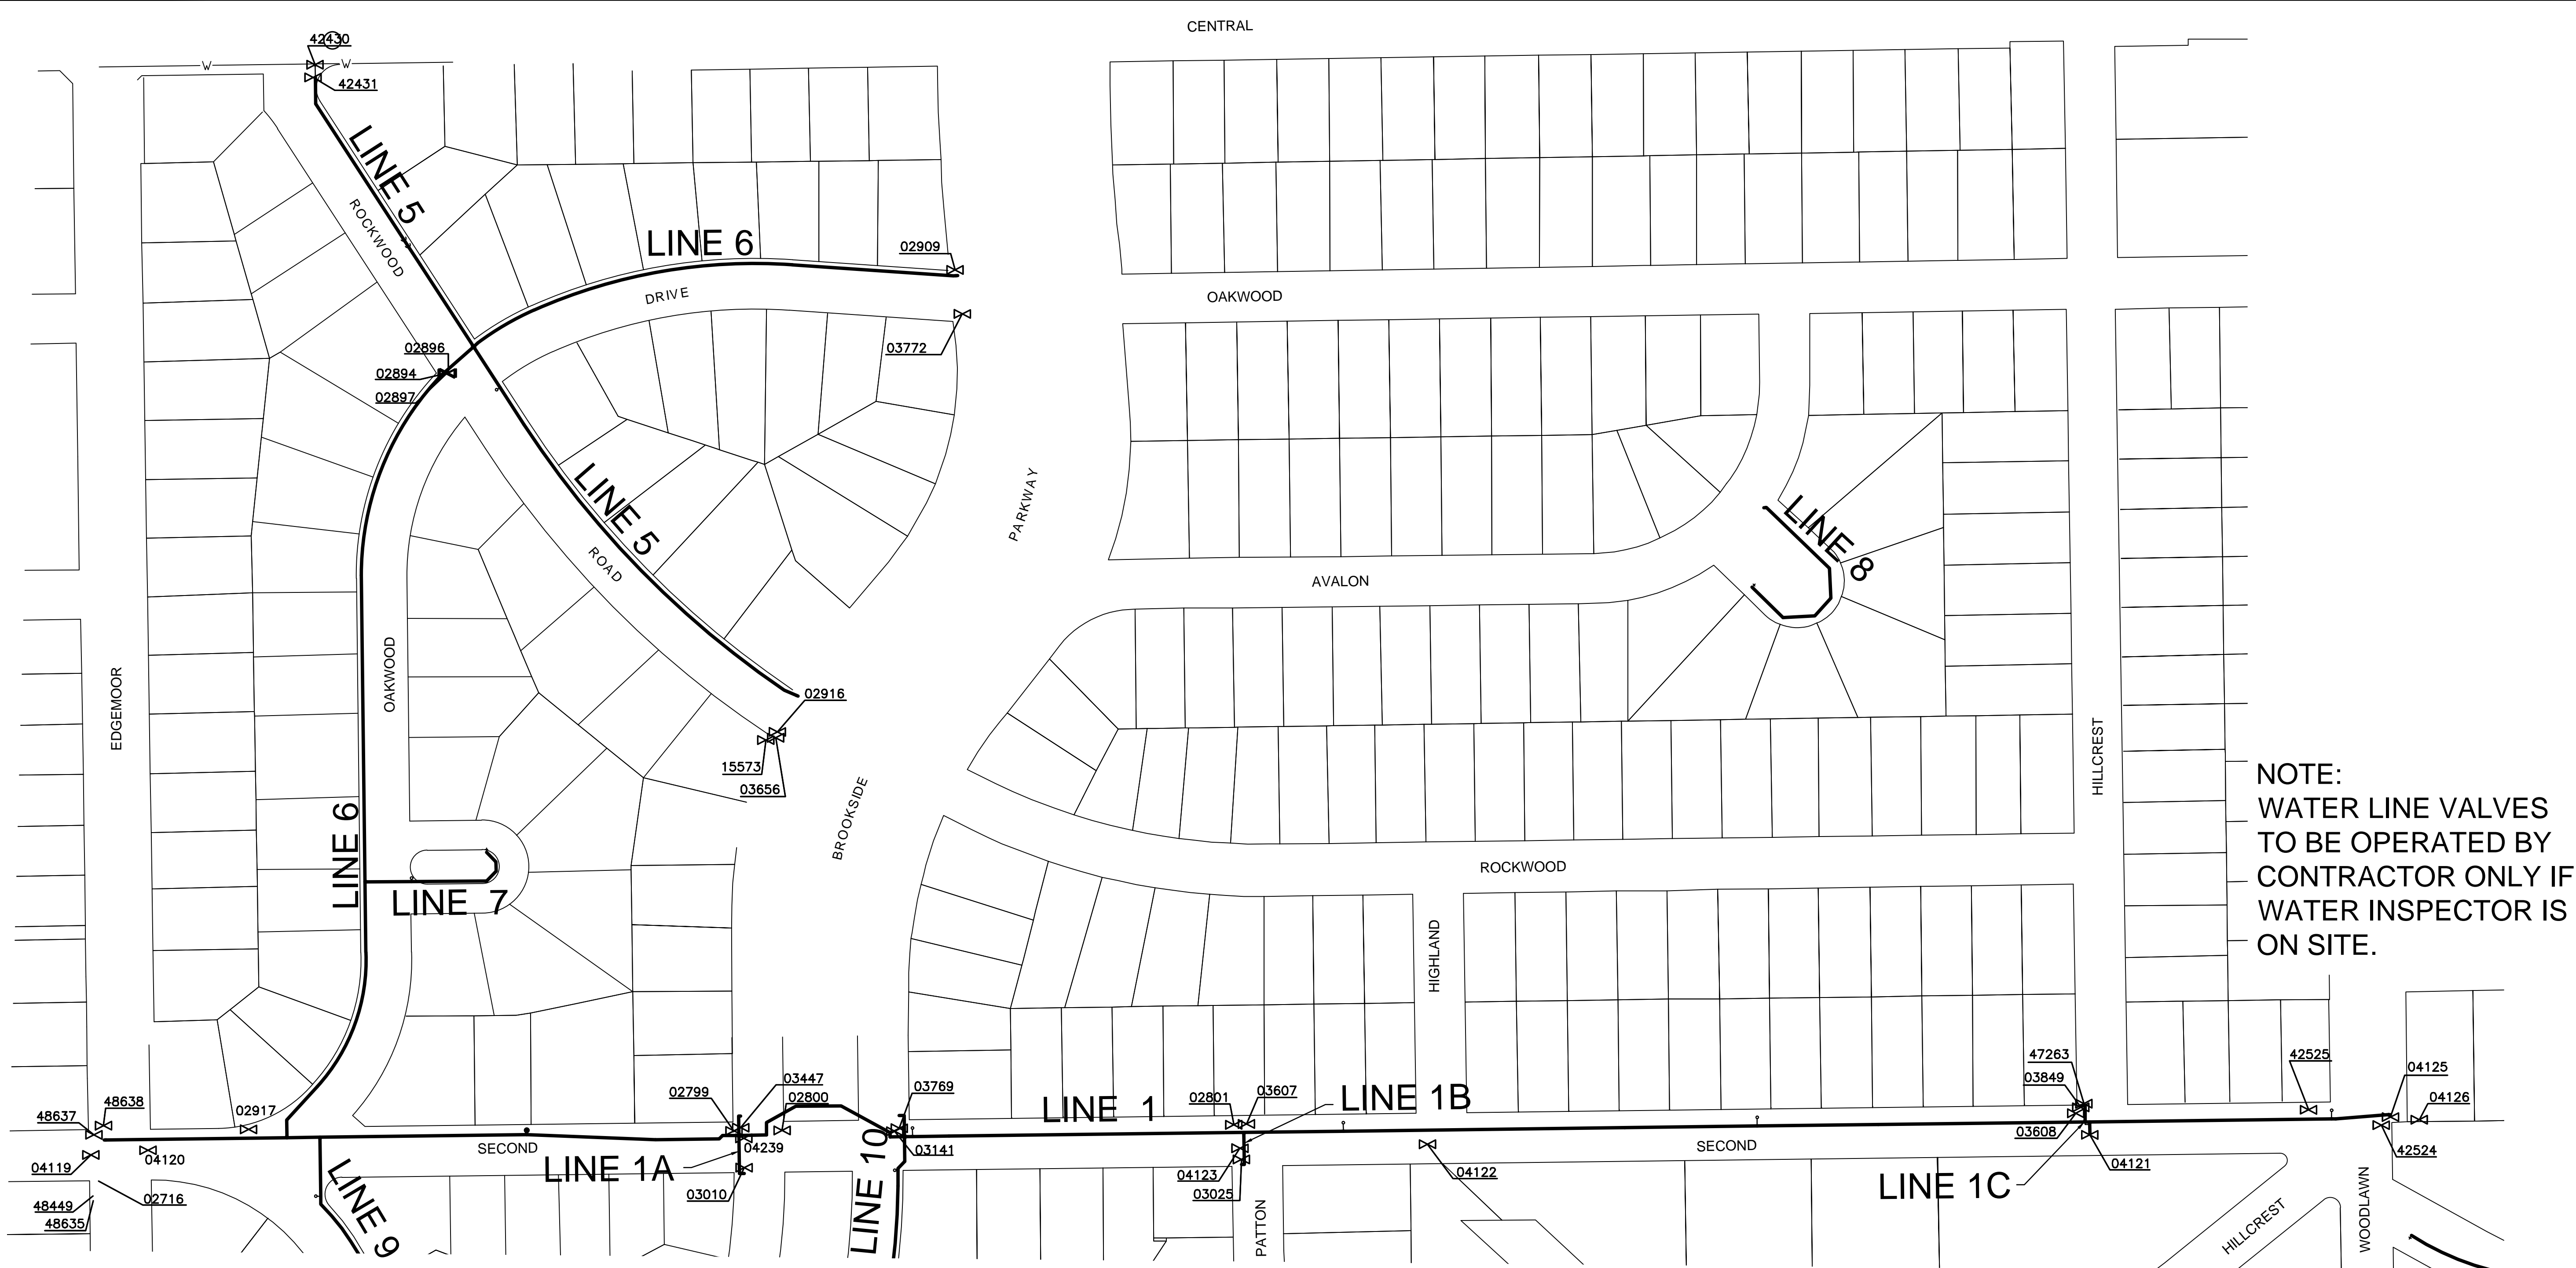 CENTRAL
42430
W
W
42431
LINE 5
ROCKWOOD
LINE 6
02909
DRIVE
OAKWOOD
02896
03772
02894
02897
PARKWAY
LINE 5
LINE 8
ROAD
AVALON
OAKWOOD
EDGEMOOR
02916
HILLCREST
15573
03656
BROOKSIDE
NOTE:
WATER LINE VALVES
TO BE OPERATED BY
CONTRACTOR ONLY IF
WATER INSPECTOR IS
ON SITE.
LINE 6
ROCKWOOD
LINE 7
HIGHLAND
47263
42525
03447
03849
04125
02799
03769
03607
LINE 1B
48638
02917
02800
LINE 1
02801
04126
48637
SECOND
04239
LINE 10
03141
SECOND
03608
42524
04119
04120
LINE 1A
04123
04122
04121
03010
03025
LINE 1C
48449
02716
48635
LINE 9
PATTON
HILLCREST
WOODLAWN